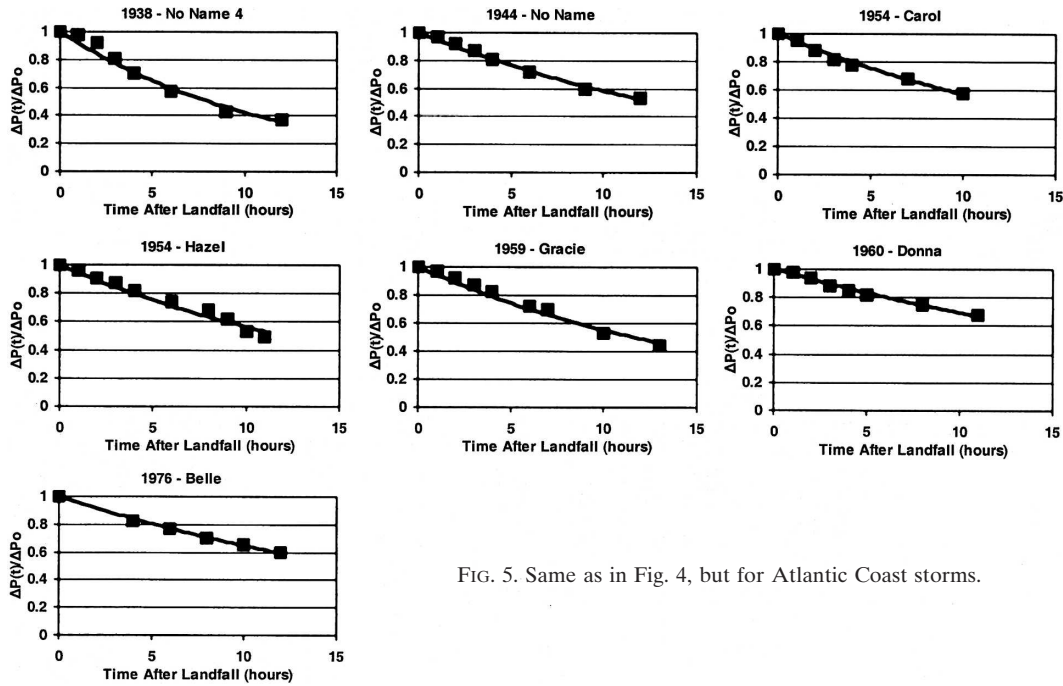 1938 - No Name 4
1
0.8
0.6
0.4
0.2
0
ΔP(t)/ΔPo
0 5 10 15
Time After Landfall (hours)
1944 - No Name
1
0.8
0.6
0.4
0.2
0
ΔP(t)/ΔPo
0 5 10 15
Time After Landfall (hours)
1954 - Carol
1
0.8
0.6
0.4
0.2
0
ΔP(t)/ΔPo
0 5 10 15
Time After Landfall (hours)
1954 - Hazel
1
0.8
0.6
0.4
0.2
0
ΔP(t)/ΔPo
0 5 10 15
Time After Landfall (hours)
1959 - Gracie
1
0.8
0.6
0.4
0.2
0
ΔP(t)/ΔPo
0 5 10 15
Time After Landfall (hours)
1960 - Donna
1
0.8
0.6
0.4
0.2
0
ΔP(t)/ΔPo
0 5 10 15
Time After Landfall (hours)
1976 - Belle
1
0.8
0.6
0.4
0.2
0
ΔP(t)/ΔPo
0 5 10 15
Time After Landfall (hours)
FIG. 5. Same as in Fig. 4, but for Atlantic Coast storms.